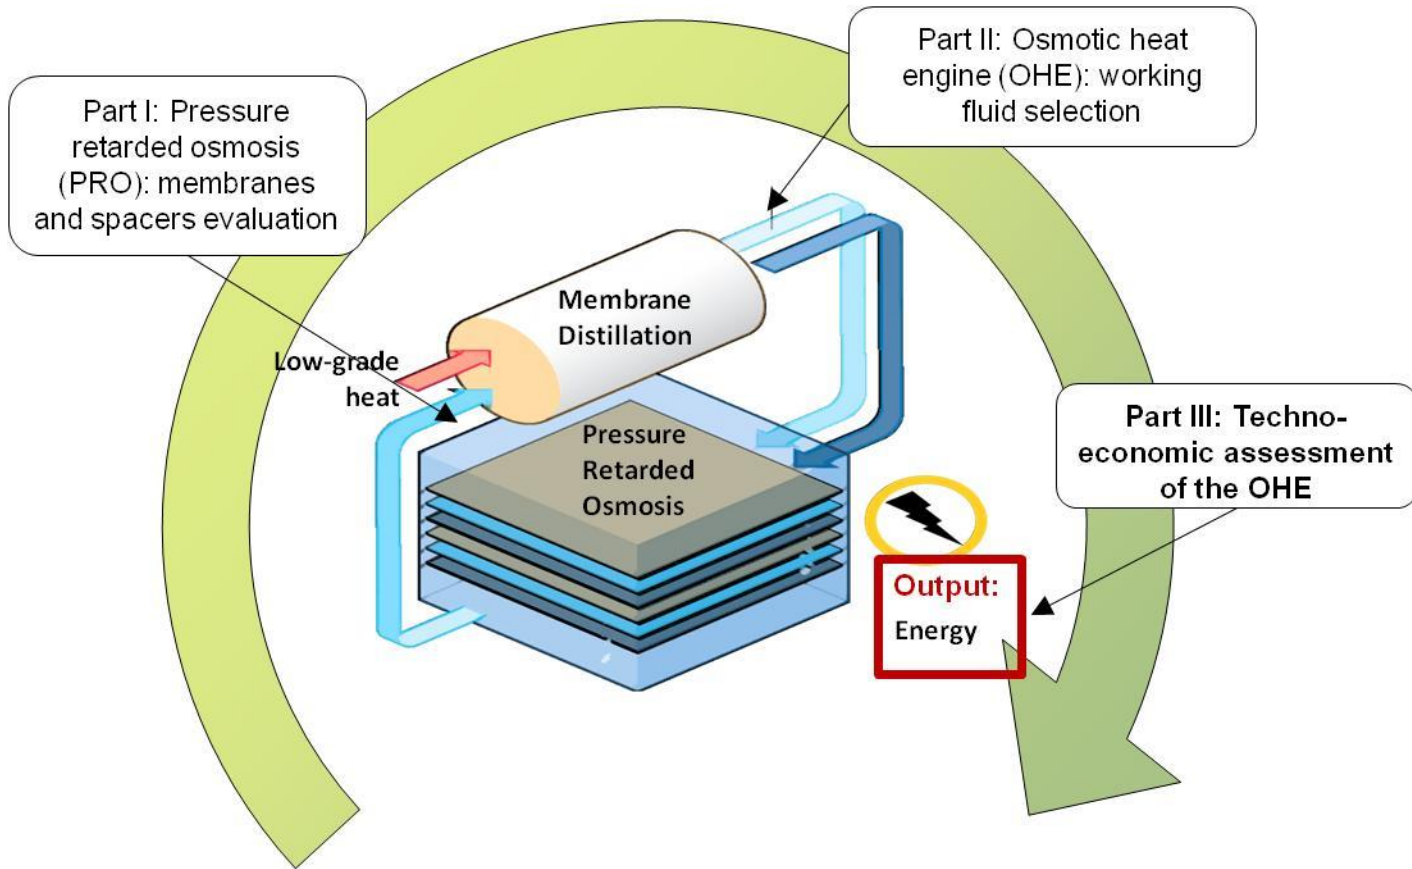 Part I: Pressure
retarded osmosis
(PRO): membranes
and spacers evaluation
Part II: Osmotic heat
engine (OHE): working
fluid selection
Membrane
Distillation
Low-grade
heat
Pressure
Retarded
Osmosis
Part III: Techno-
economic assessment
of the OHE
Output:
Energy